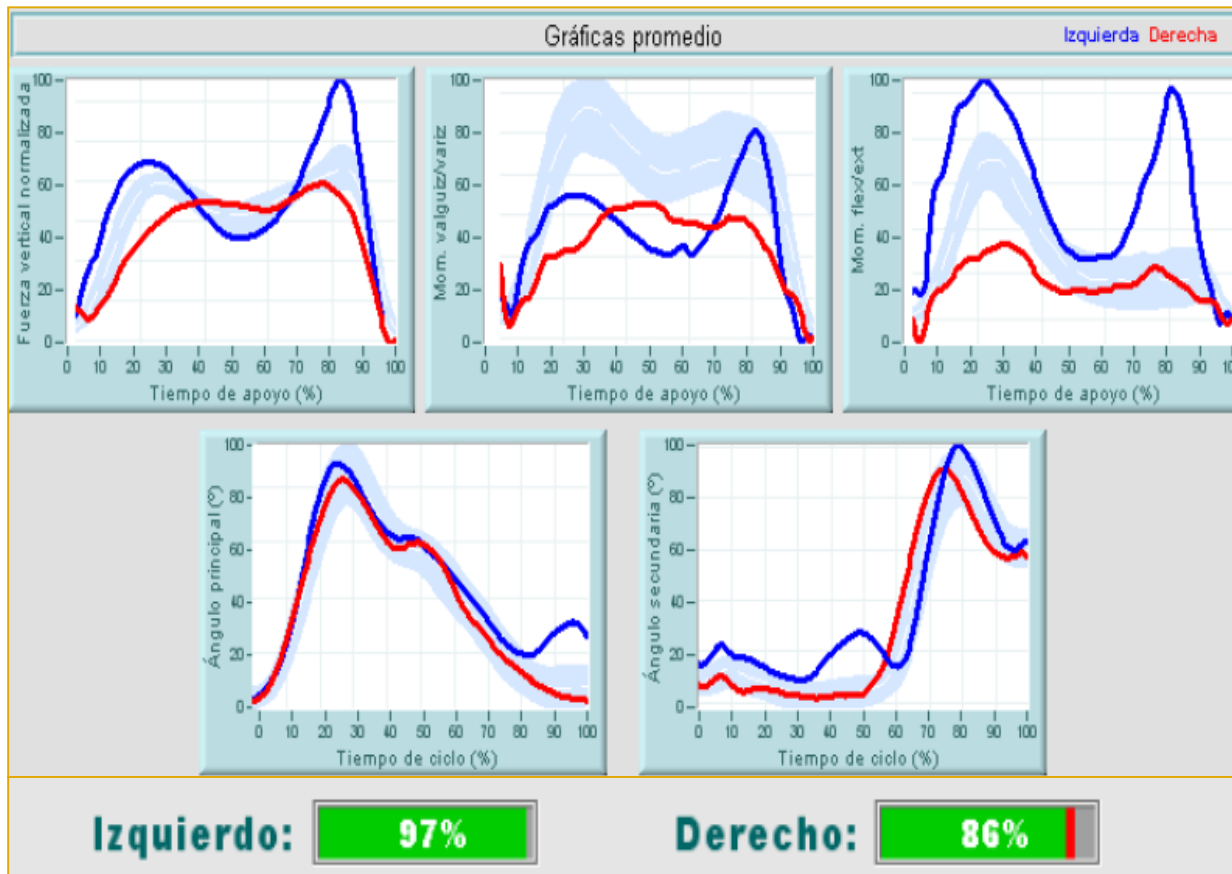 Gráficas promedio
Izquierda Derecha
Fuerza vertical normalizada
100
80
60
40
20
0
0 10 20 30 40 50 60 70 80 90 100
Tiempo de apoyo (%)
Mom. valguiz/variz
100
80
60
40
20
0
0 10 20 30 40 50 60 70 80 90 100
Tiempo de apoyo (%)
Mom. flex/ext
100
80
60
40
20
0
0 10 20 30 40 50 60 70 80 90
Tiempo de apoyo (%)
Ángulo principal (º)
100
80
60
40
20
0
0 10 20 30 40 50 60 70 80 90 100
Tiempo de ciclo (%)
Ángulo secundaria (º)
100
80
60
40
20
0
0 10 20 30 40 50 60 70 80 90 100
Tiempo de ciclo (%)
Izquierdo: 97%
Derecho: 86%